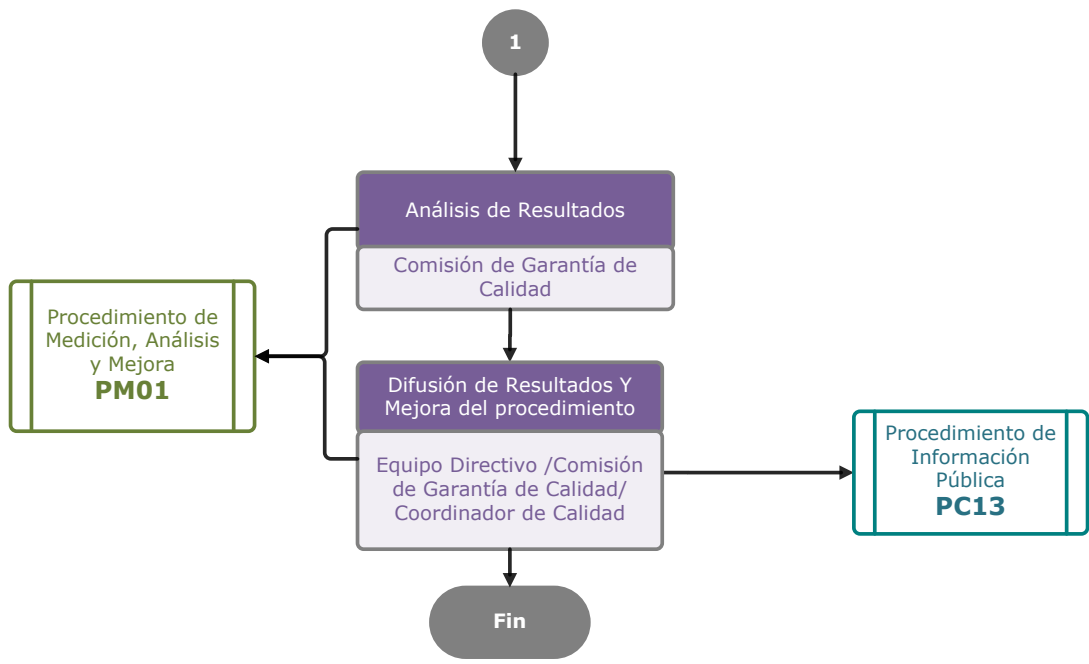 1
Análisis de Resultados
Comisión de Garantía de
Calidad
Procedimiento de
Medición, Análisis
y Mejora
PM01
Difusión de Resultados Y
Mejora del procedimiento
Equipo Directivo /Comisión
de Garantía de Calidad/
Coordinador de Calidad
Procedimiento de
Información
Pública
PC13
Fin